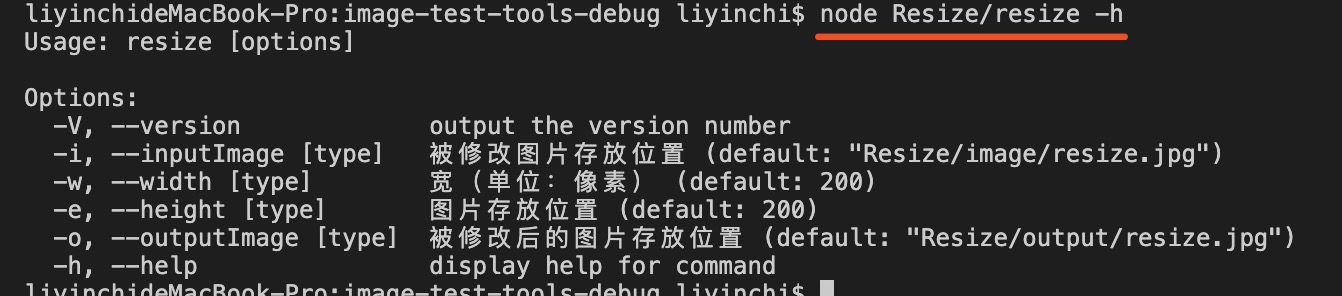 liyinchideMacBook-Pro:image-test-tools-debug liyinchi$ node Resize/resize -h
Usage: resize [options]
Options:
-V, --version output the version number
-i, --inputImage [type] 被修改图片存放位置 (default: "Resize/image/resize.jpg")
-w, --width [type] 宽（单位：像素） (default: 200)
-e, --height [type] 图片存放位置 (default: 200)
-o, --outputImage [type] 被修改后的图片存放位置 (default: "Resize/output/resize.jpg")
-h, --help display help for command
liyinchideMacBook-Pro:image-test-tools-debug liyinchi$